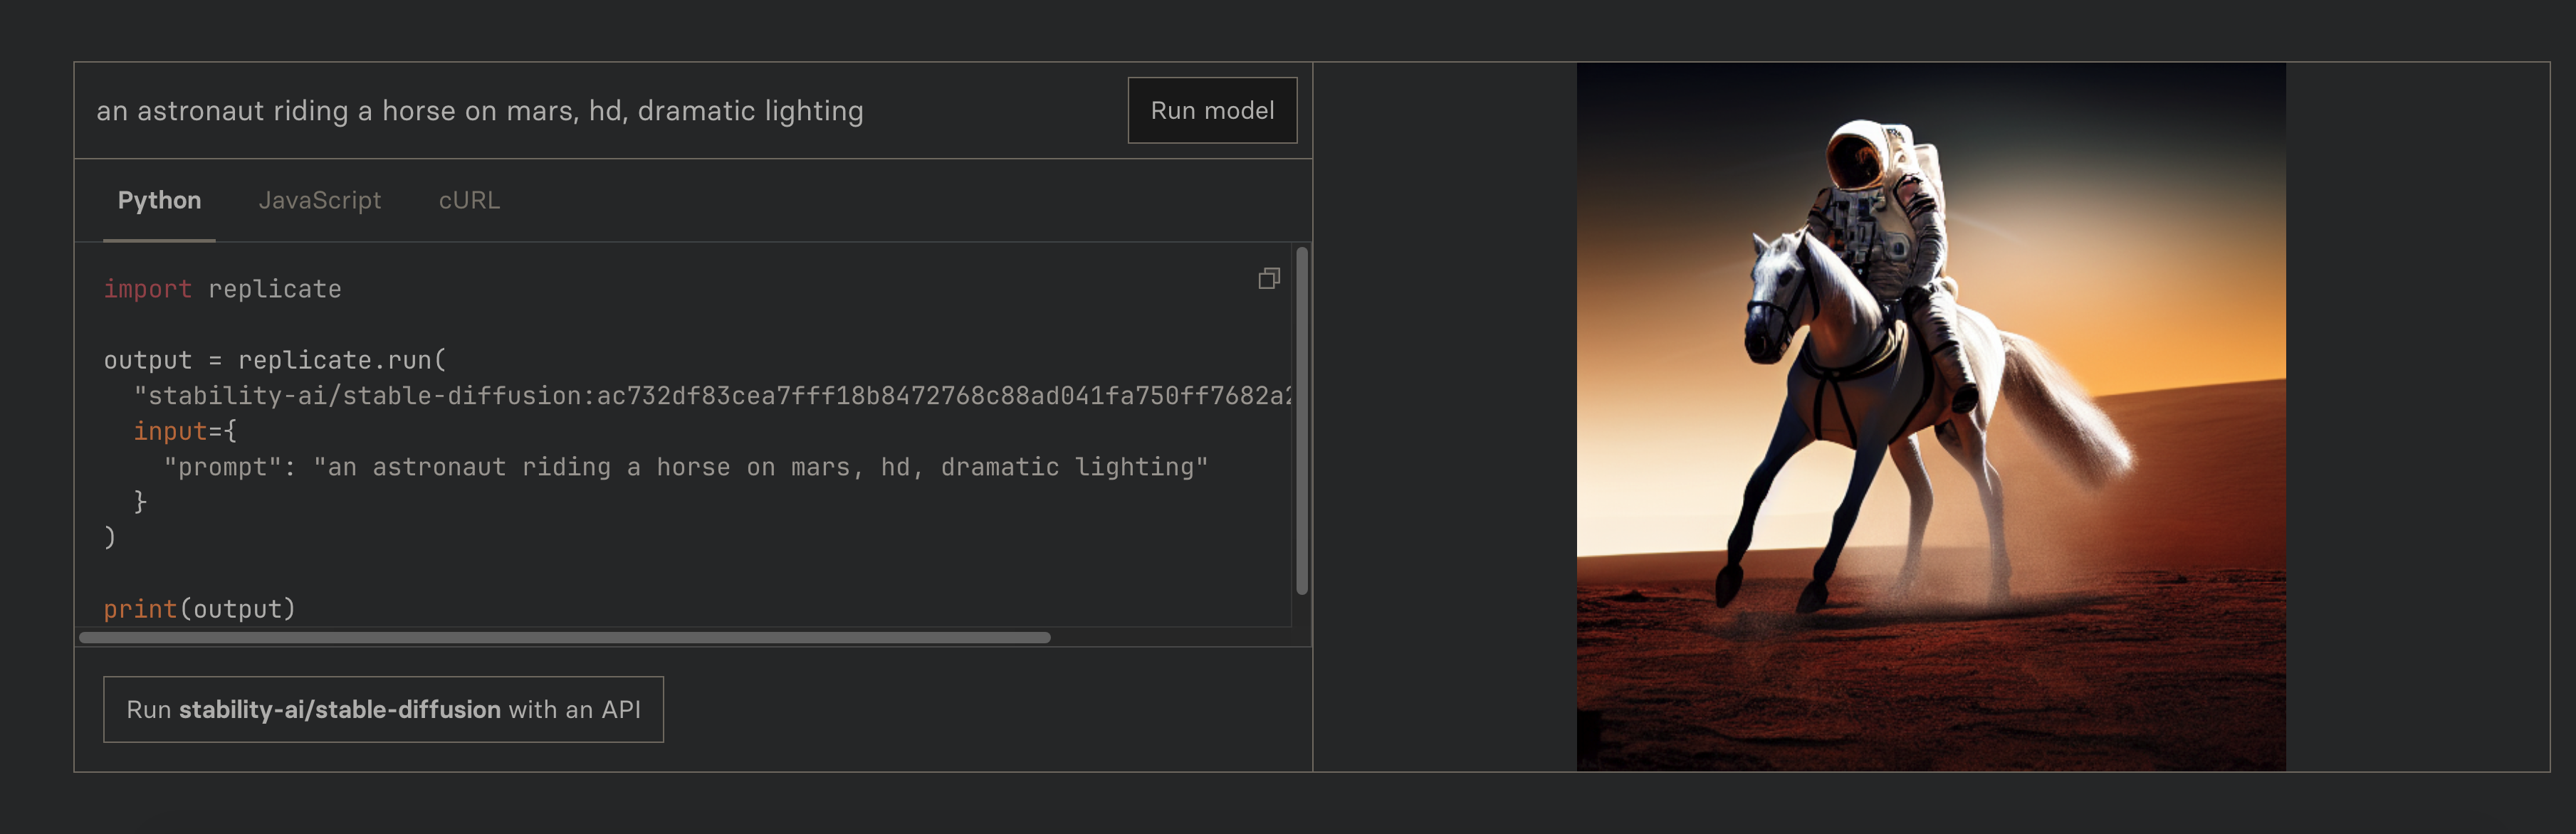 an astronaut riding a horse on mars, hd, dramatic lighting
Run model
Python JavaScript cURL
import replicate
output = replicate.run(
"stability-ai/stable-diffusion:ac732df83cea7fff18b8472768c88ad041fa750ff7682a2
input={
"prompt": "an astronaut riding a horse on mars, hd, dramatic lighting"
}
)
print(output)
Run stability-ai/stable-diffusion with an API